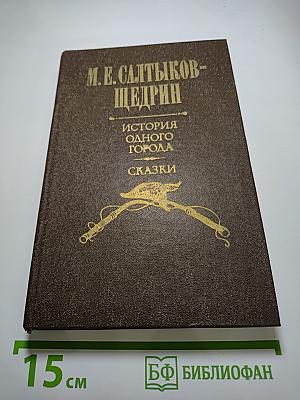 М. Е. САЛТЫКОВ-
ЩЕДРИН
ИСТОРИЯ
ОДНОГО
ГОРОДА
СКАЗКИ
15 см
БФ БИБЛИОФАН